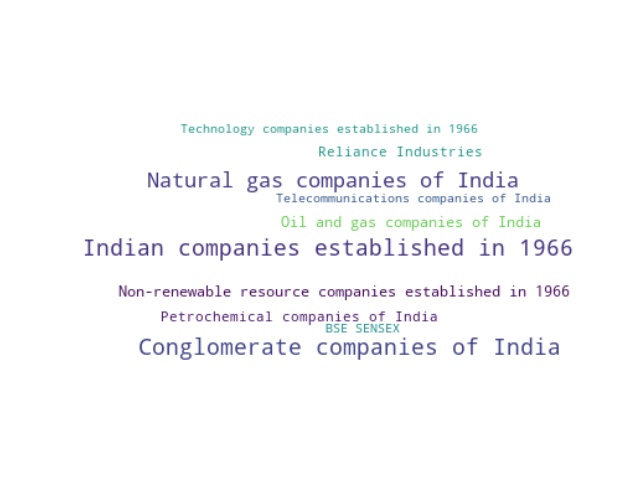 Technology companies established in 1966
Reliance Industries
Natural gas companies of India
Telecommunications companies of India
Oil and gas companies of India
Indian companies established in 1966
Non-renewable resource companies established in 1966
Petrochemical companies of India
BSE SENSEX
Conglomerate companies of India